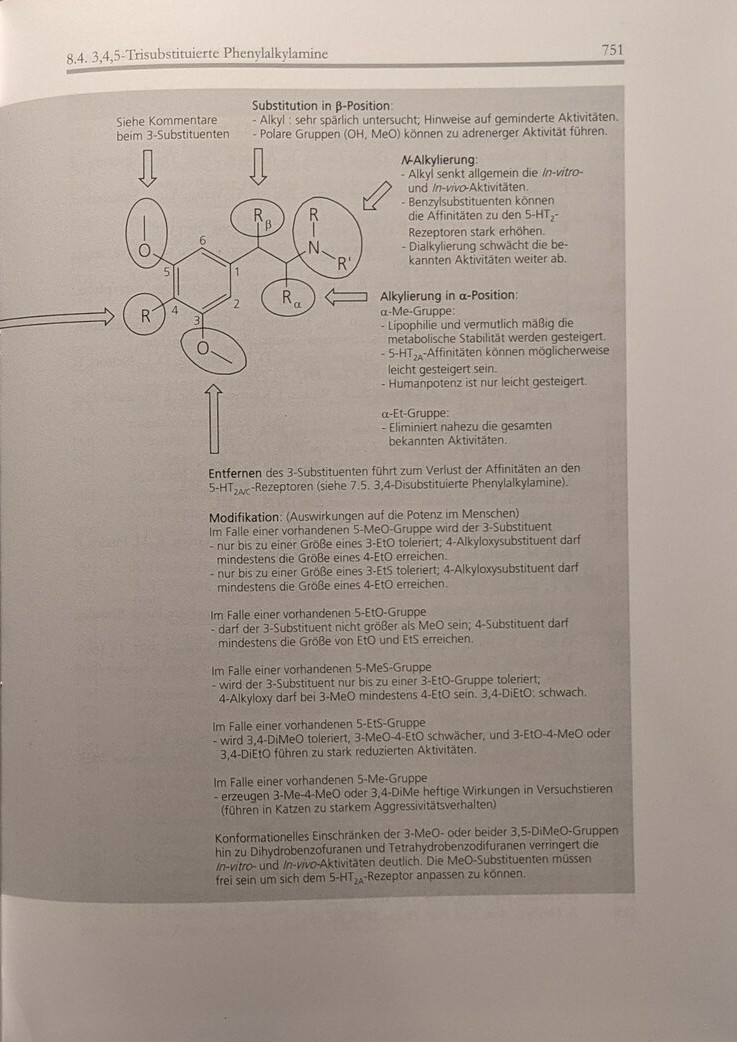 8.4. 3,4,5-Trisubstituierte Phenylalkylamine
751
Siehe Kommentare
beim 3-Substituenten
Substitution in β-Position:
- Alkyl : sehr spärlich untersucht; Hinweise auf geminderte Aktivitäten.
- Polare Gruppen (OH, MeO) können zu adrenerger Aktivität führen.
N-Alkylierung:
- Alkyl senkt allgemein die In-vitro-
und In-vivo-Aktivitäten.
- Benzylsubstituenten können
die Affinitäten zu den 5-HT2-
Rezeptoren stark erhöhen.
- Dialkylierung schwächt die be-
kannten Aktivitäten weiter ab.
Rβ
R
N
R'
O
6
5
1
4
2
3
R
Rα
O
Alkylierung in α-Position:
α-Me-Gruppe:
- Lipophilie und vermutlich mäßig die
metabolische Stabilität werden gesteigert.
- 5-HT2A-Affinitäten können möglicherweise
leicht gesteigert sein.
- Humanpotenz ist nur leicht gesteigert.
α-Et-Gruppe:
- Eliminiert nahezu die gesamten
bekannten Aktivitäten.
Entfernen des 3-Substituenten führt zum Verlust der Affinitäten an den
5-HT2A/C-Rezeptoren (siehe 7.5. 3,4-Disubstituierte Phenylalkylamine).
Modifikation: (Auswirkungen auf die Potenz im Menschen)
Im Falle einer vorhandenen 5-MeO-Gruppe wird der 3-Substituent
- nur bis zu einer Größe eines 3-EtO toleriert; 4-Alkyloxysubstituent darf
mindestens die Größe eines 4-EtO erreichen.
- nur bis zu einer Größe eines 3-EtS toleriert; 4-Alkyloxysubstituent darf
mindestens die Größe eines 4-EtO erreichen.
Im Falle einer vorhandenen 5-EtO-Gruppe
- darf der 3-Substituent nicht größer als MeO sein; 4-Substituent darf
mindestens die Größe von EtO und EtS erreichen.
Im Falle einer vorhandenen 5-MeS-Gruppe
- wird der 3-Substituent nur bis zu einer 3-EtO-Gruppe toleriert;
4-Alkyloxy darf bei 3-MeO mindestens 4-EtO sein. 3,4-DiEtO: schwach.
Im Falle einer vorhandenen 5-EtS-Gruppe
- wird 3,4-DiMeO toleriert, 3-MeO-4-EtO schwächer, und 3-EtO-4-MeO oder
3,4-DiEtO führen zu stark reduzierten Aktivitäten.
Im Falle einer vorhandenen 5-Me-Gruppe
- erzeugen 3-Me-4-MeO oder 3,4-DiMe heftige Wirkungen in Versuchstieren
(führen in Katzen zu starkem Aggressivitätsverhalten)
Konformationelles Einschränken der 3-MeO- oder beider 3,5-DiMeO-Gruppen
hin zu Dihydrobenzofuranen und Tetrahydrobenzodifuranen verringert die
In-vitro- und In-vivo-Aktivitäten deutlich. Die MeO-Substituenten müssen
frei sein um sich dem 5-HT2A-Rezeptor anpassen zu können.